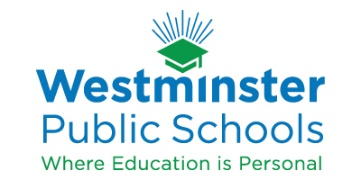 Westminster
Public Schools
Where Education is Personal